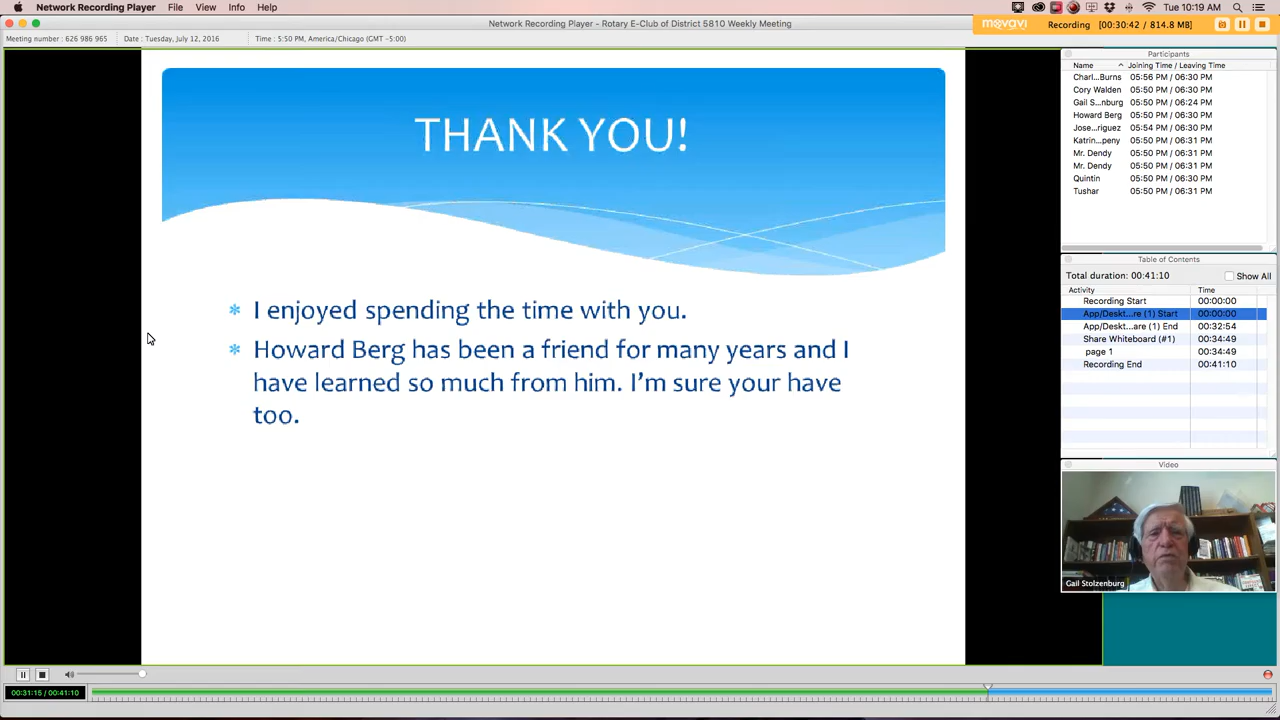 Network Recording Player File View Info Help Tue 10:19 AM
Network Recording Player - Rotary E-Club of District 5810 Weekly Meeting
movavi Recording [00:30:42 / 814.8 MB]
Meeting number : 626 986 965 Date : Tuesday, July 12, 2016 Time : 5:50 PM, America/Chicago (GMT -5:00)
THANK YOU!
* I enjoyed spending the time with you.
* Howard Berg has been a friend for many years and I
have learned so much from him. I'm sure your have
too.
Participants
Name Joining Time / Leaving Time
Charl...Burns 05:56 PM / 06:30 PM
Cory Walden 05:50 PM / 06:30 PM
Gail S...nburg 05:50 PM / 06:24 PM
Howard Berg 05:50 PM / 06:30 PM
Jose...riguez 05:54 PM / 06:30 PM
Katrin...peny 05:50 PM / 06:31 PM
Mr. Dendy 05:50 PM / 06:31 PM
Mr. Dendy 05:50 PM / 06:31 PM
Quintin 05:50 PM / 06:30 PM
Tushar 05:50 PM / 06:31 PM
Table of Contents
Total duration: 00:41:10 Show All
Activity Time
Recording Start 00:00:00
App/Deskt...re (1) Start 00:00:00
App/Deskt...are (1) End 00:32:54
Share Whiteboard (#1) 00:34:49
page 1 00:34:49
Recording End 00:41:10
Video
Gail Stolzenburg
00:31:15 / 00:41:10